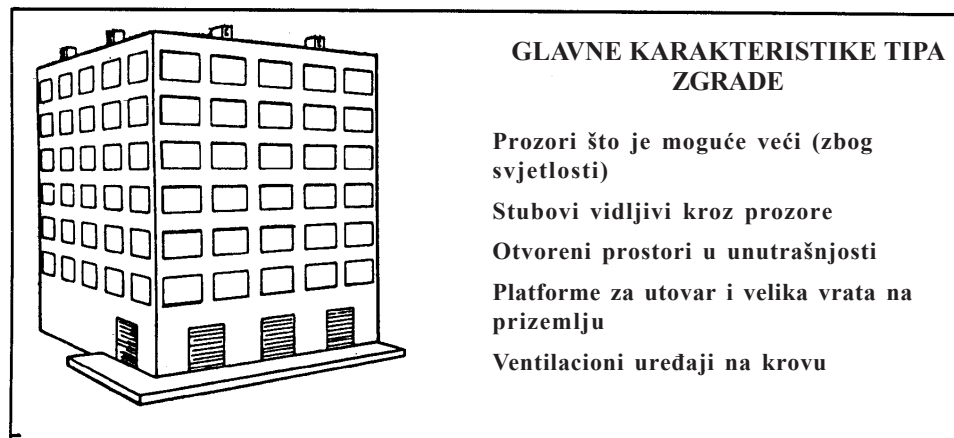 GLAVNE KARAKTERISTIKE TIPA
ZGRADE
Prozori što je moguće veći (zbog
svjetlosti)
Stubovi vidljivi kroz prozore
Otvoreni prostori u unutrašnjosti
Platforme za utovar i velika vrata na
prizemlju
Ventilacioni uređaji na krovu